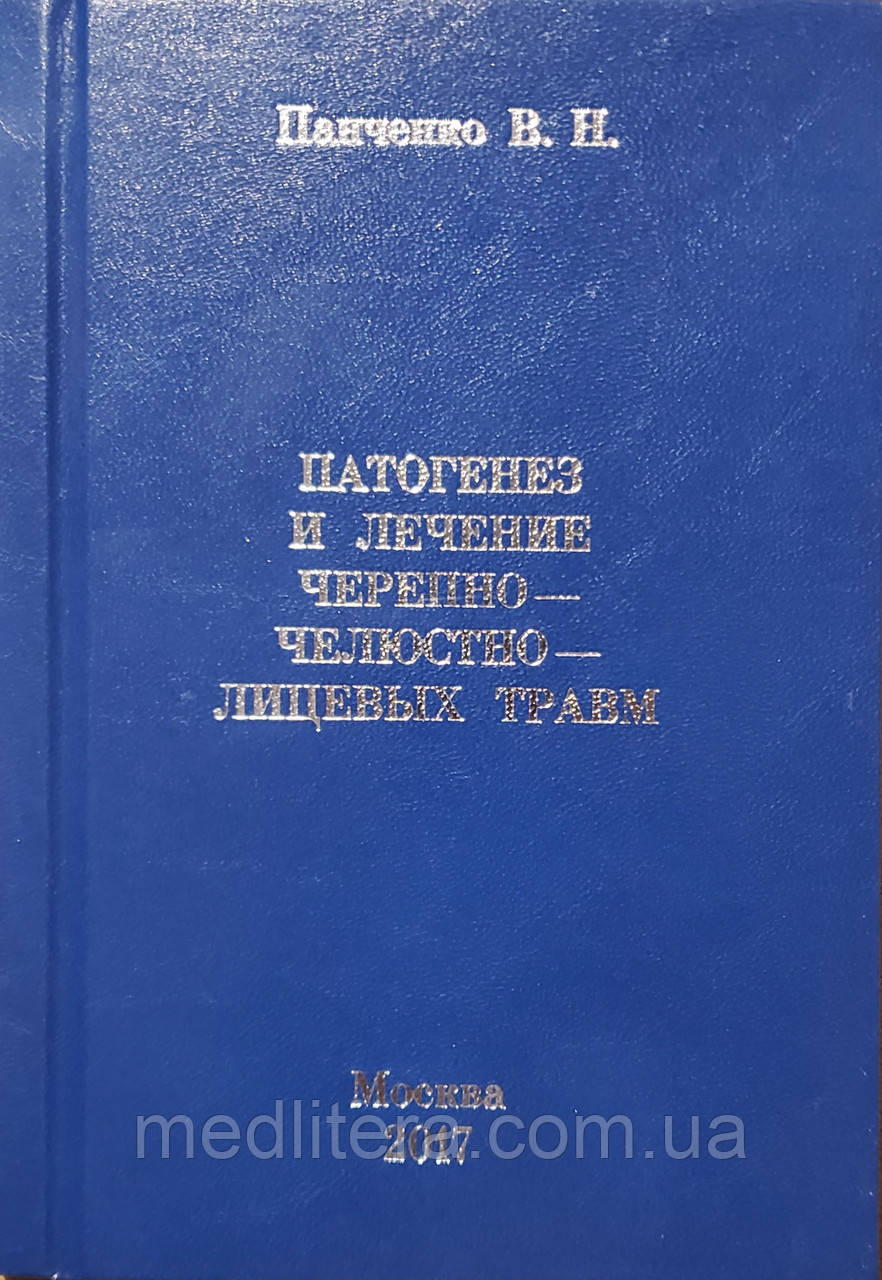 Панченко В. Н.
ПАТОГЕНЕЗ
И ЛЕЧЕНИЕ
ЧЕРЕПНО—
ЧЕЛЮСТНО—
ЛИЦЕВЫХ ТРАВМ
Москва
medlitera.com.ua
2017